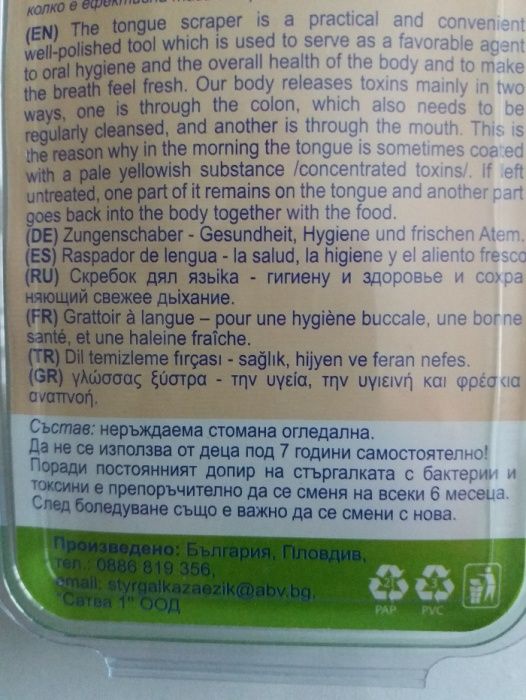 колко е ефективна
(EN) The tongue scraper is a practical and convenient
well-polished tool which is used to serve as a favorable agent
to oral hygiene and the overall health of the body and to make
the breath feel fresh. Our body releases toxins mainly in two
ways, one is through the colon, which also needs to be
regularly cleansed, and another is through the mouth. This is
the reason why in the morning the tongue is sometimes coated
with a pale yellowish substance /concentrated toxins/. If left
untreated, one part of it remains on the tongue and another part
goes back into the body together with the food.
(DE) Zungenschaber - Gesundheit, Hygiene und frischen Atem.
(ES) Raspador de lengua - la salud, la higiene y el aliento fresco
(RU) Скребок дял язьіка - гигиену и здоровье и сохра
няющий свежее дьіхание.
(FR) Grattoir à langue – pour une hygiène buccale, une bonne
santé, et une haleine fraîche.
(TR) Dil temizleme fırçası - sağlık, hijyen ve feran nefes.
(GR) γλώσσας ξύστρα - την υγεία, την υγιεινή και φρέσκια
αναπνοή.
Състав: неръждаема стомана огледална.
Да не се използва от деца под 7 години самостоятелно!
Поради постоянният допир на стъргалката с бактерии и
токсини е препоръчително да се сменя на всеки 6 месеца.
След боледуване също е важно да се смени с нова.
Произведено: България, Пловдив,
тел.: 0886 819 356,
email: styrgalkazaezik@abv.bg,
"Сатва 1" ООД
21 3
PAP PVC